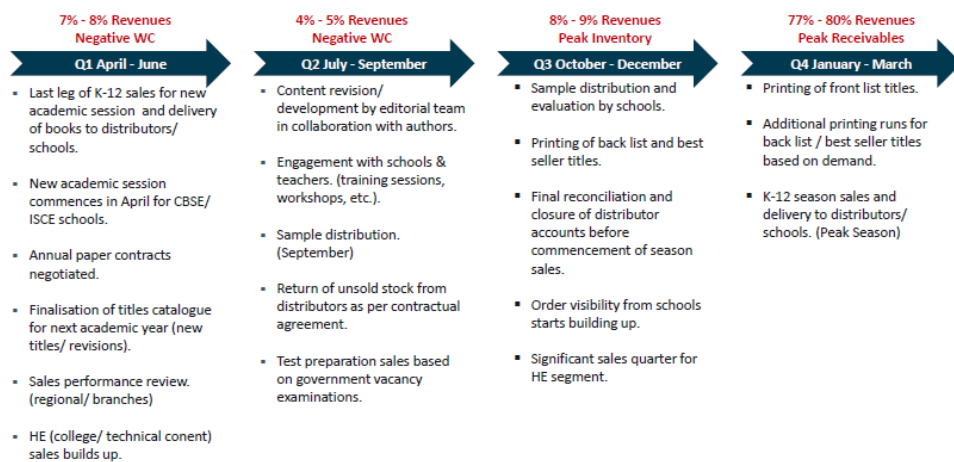 7% - 8% Revenues
Negative WC
Q1 April - June
▪ Last leg of K-12 sales for new
academic session and delivery
of books to distributors/
schools.
▪ New academic session
commences in April for CBSE/
ISCE schools.
▪ Annual paper contracts
negotiated.
▪ Finalisation of titles catalogue
for next academic year (new
titles/ revisions).
▪ Sales performance review.
(regional/ branches)
▪ HE (college/ technical conent)
sales builds up.
4% - 5% Revenues
Negative WC
Q2 July - September
▪ Content revision/
development by editorial team
in collaboration with authors.
▪ Engagement with schools &
teachers. (training sessions,
workshops, etc.).
▪ Sample distribution.
(September)
▪ Return of unsold stock from
distributors as per contractual
agreement.
▪ Test preparation sales based
on government vacancy
examinations.
8% - 9% Revenues
Peak Inventory
Q3 October - December
▪ Sample distribution and
evaluation by schools.
▪ Printing of back list and best
seller titles.
▪ Final reconciliation and
closure of distributor
accounts before
commencement of season
sales.
▪ Order visibility from schools
starts building up.
▪ Significant sales quarter for
HE segment.
77% - 80% Revenues
Peak Receivables
Q4 January - March
▪ Printing of front list titles.
▪ Additional printing runs for
back list / best seller titles
based on demand.
▪ K-12 season sales and
delivery to distributors/
schools. (Peak Season)